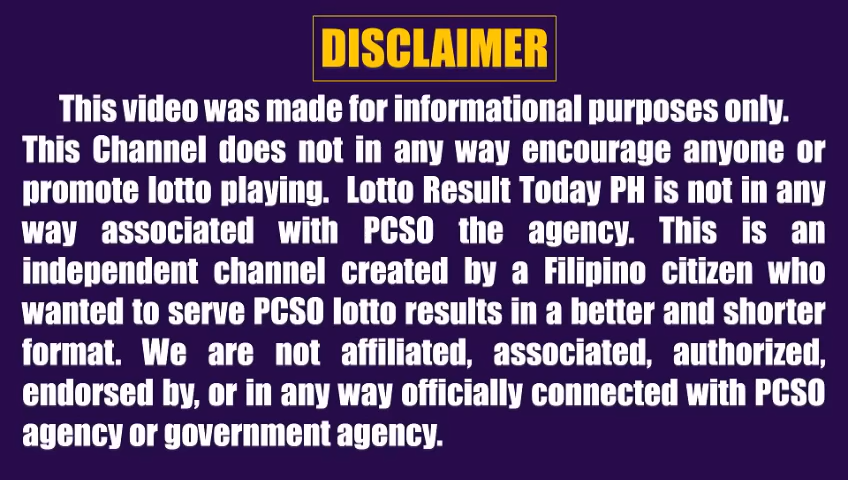 DISCLAIMER
This video was made for informational purposes only.
This Channel does not in any way encourage anyone or
promote lotto playing. Lotto Result Today PH is not in any
way associated with PCSO the agency. This is an
independent channel created by a Filipino citizen who
wanted to serve PCSO lotto results in a better and shorter
format. We are not affiliated, associated, authorized,
endorsed by, or in any way officially connected with PCSO
agency or government agency.